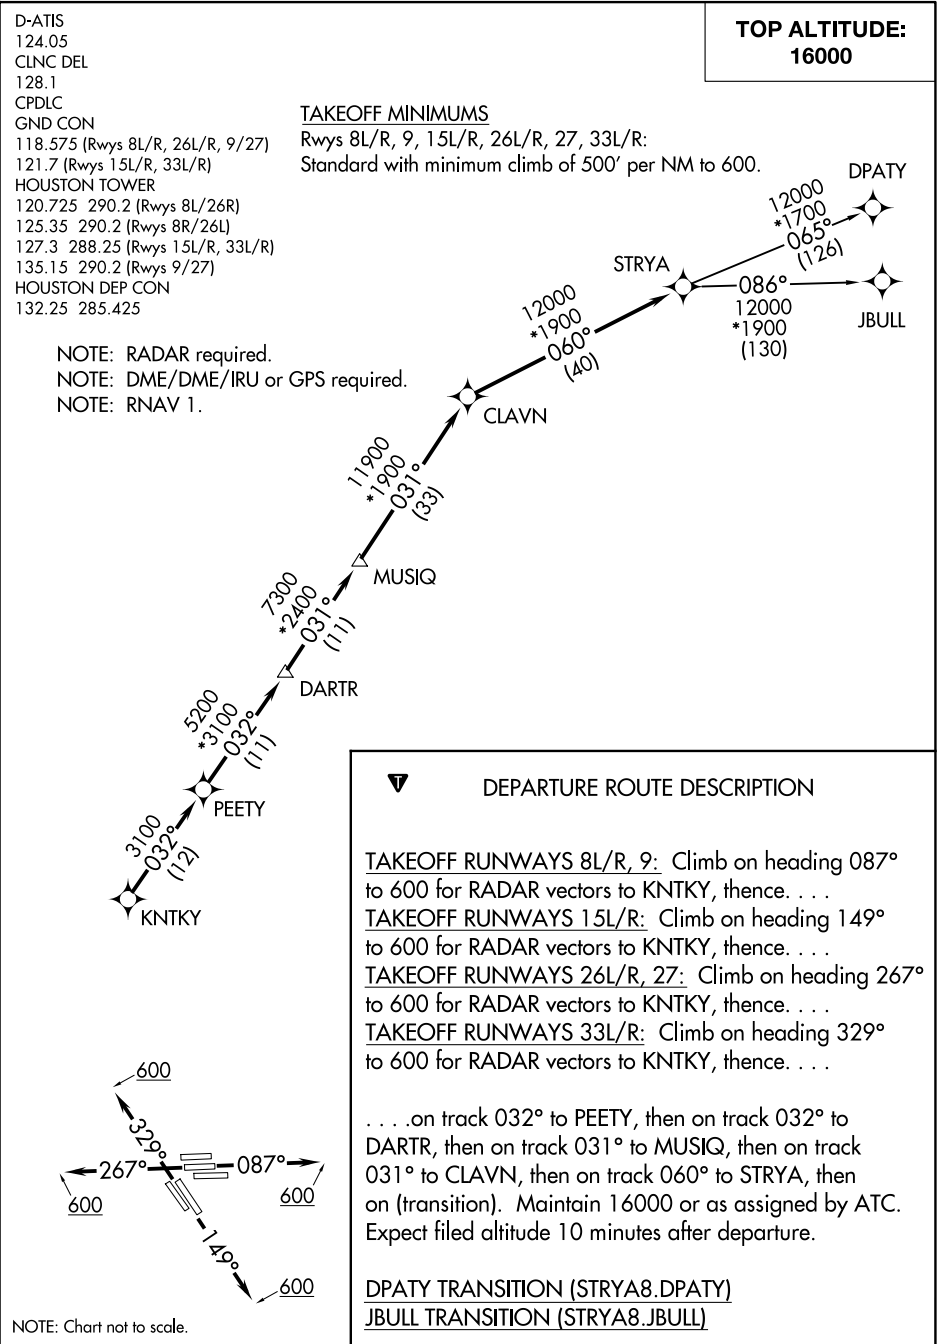 D-ATIS
124.05
CLNC DEL
128.1
CPDLC
GND CON
118.575 (Rwys 8L/R, 26L/R, 9/27)
121.7 (Rwys 15L/R, 33L/R)
HOUSTON TOWER
120.725 290.2 (Rwys 8L/26R)
125.35 290.2 (Rwys 8R/26L)
127.3 288.25 (Rwys 15L/R, 33L/R)
135.15 290.2 (Rwys 9/27)
HOUSTON DEP CON
132.25 285.425
TOP ALTITUDE:
16000
TAKEOFF MINIMUMS
Rwys 8L/R, 9, 15L/R, 26L/R, 27, 33L/R:
Standard with minimum climb of 500' per NM to 600.
NOTE: RADAR required.
NOTE: DME/DME/IRU or GPS required.
NOTE: RNAV 1.
DPATY
12000
*1700
065°
(126)
STRYA
086°
12000
*1900
(130)
JBULL
12000
*1900
060°
(40)
CLAVN
11900
*1900
031°
(33)
MUSIQ
7300
*2400
031°
(11)
DARTR
5200
*3100
032°
(11)
PEETY
3100
032°
(12)
KNTKY
T
DEPARTURE ROUTE DESCRIPTION
TAKEOFF RUNWAYS 8L/R, 9: Climb on heading 087°
to 600 for RADAR vectors to KNTKY, thence. . . .
TAKEOFF RUNWAYS 15L/R: Climb on heading 149°
to 600 for RADAR vectors to KNTKY, thence. . . .
TAKEOFF RUNWAYS 26L/R, 27: Climb on heading 267°
to 600 for RADAR vectors to KNTKY, thence. . . .
TAKEOFF RUNWAYS 33L/R: Climb on heading 329°
to 600 for RADAR vectors to KNTKY, thence. . . .
. . . .on track 032° to PEETY, then on track 032° to
DARTR, then on track 031° to MUSIQ, then on track
031° to CLAVN, then on track 060° to STRYA, then
on (transition). Maintain 16000 or as assigned by ATC.
Expect filed altitude 10 minutes after departure.
DPATY TRANSITION (STRYA8.DPATY)
JBULL TRANSITION (STRYA8.JBULL)
600
329°
267°
087°
600
600
149°
600
NOTE: Chart not to scale.